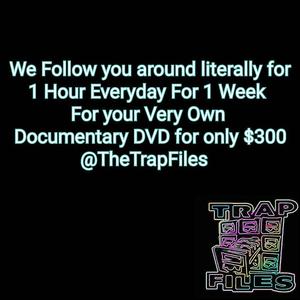 We Follow you around literally for
1 Hour Everyday For 1 Week
For your Very Own
Documentary DVD for only $300
@TheTrapFiles
TRAP
FILES